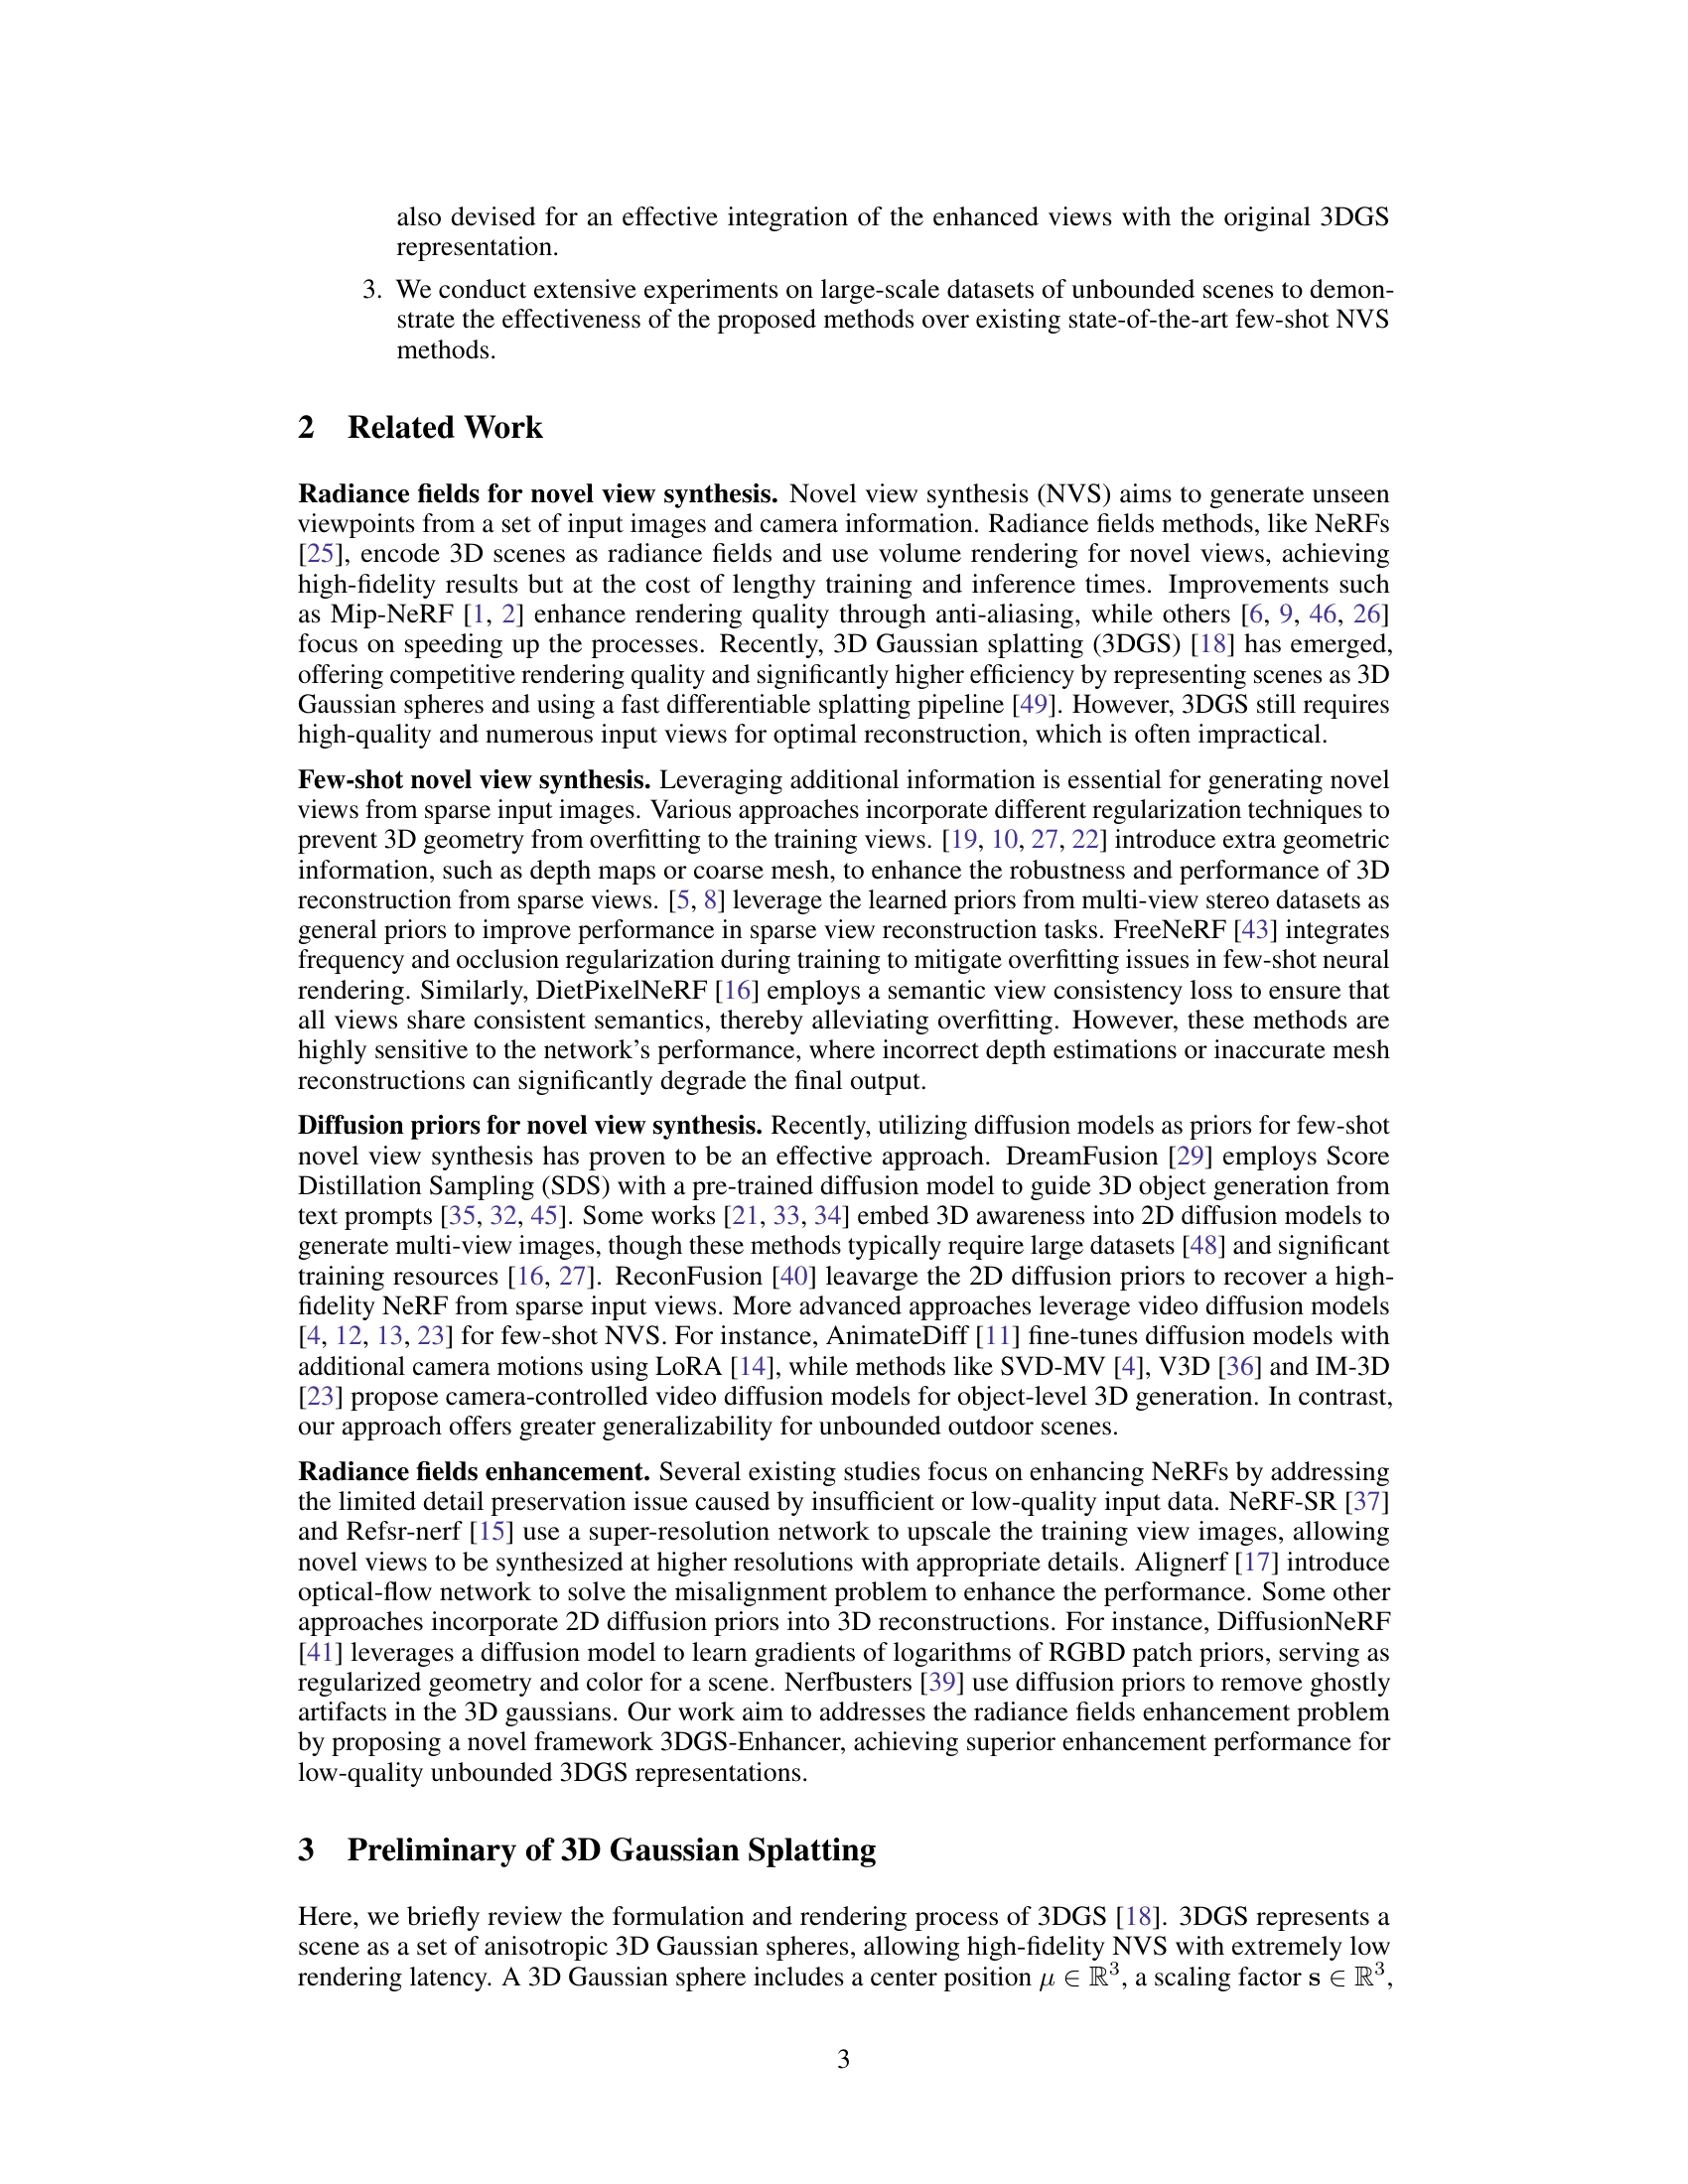 also devised for an effective integration of the enhanced views with the original 3DGS
representation.
3. We conduct extensive experiments on large-scale datasets of unbounded scenes to demon-
strate the effectiveness of the proposed methods over existing state-of-the-art few-shot NVS
methods.
2 Related Work
Radiance fields for novel view synthesis. Novel view synthesis (NVS) aims to generate unseen
viewpoints from a set of input images and camera information. Radiance fields methods, like NeRFs
[25], encode 3D scenes as radiance fields and use volume rendering for novel views, achieving
high-fidelity results but at the cost of lengthy training and inference times. Improvements such
as Mip-NeRF [1, 2] enhance rendering quality through anti-aliasing, while others [6, 9, 46, 26]
focus on speeding up the processes. Recently, 3D Gaussian splatting (3DGS) [18] has emerged,
offering competitive rendering quality and significantly higher efficiency by representing scenes as 3D
Gaussian spheres and using a fast differentiable splatting pipeline [49]. However, 3DGS still requires
high-quality and numerous input views for optimal reconstruction, which is often impractical.
Few-shot novel view synthesis. Leveraging additional information is essential for generating novel
views from sparse input images. Various approaches incorporate different regularization techniques to
prevent 3D geometry from overfitting to the training views. [19, 10, 27, 22] introduce extra geometric
information, such as depth maps or coarse mesh, to enhance the robustness and performance of 3D
reconstruction from sparse views. [5, 8] leverage the learned priors from multi-view stereo datasets as
general priors to improve performance in sparse view reconstruction tasks. FreeNeRF [43] integrates
frequency and occlusion regularization during training to mitigate overfitting issues in few-shot neural
rendering. Similarly, DietPixelNeRF [16] employs a semantic view consistency loss to ensure that
all views share consistent semantics, thereby alleviating overfitting. However, these methods are
highly sensitive to the network's performance, where incorrect depth estimations or inaccurate mesh
reconstructions can significantly degrade the final output.
Diffusion priors for novel view synthesis. Recently, utilizing diffusion models as priors for few-shot
novel view synthesis has proven to be an effective approach. DreamFusion [29] employs Score
Distillation Sampling (SDS) with a pre-trained diffusion model to guide 3D object generation from
text prompts [35, 32, 45]. Some works [21, 33, 34] embed 3D awareness into 2D diffusion models to
generate multi-view images, though these methods typically require large datasets [48] and significant
training resources [16, 27]. ReconFusion [40] leavarge the 2D diffusion priors to recover a high-
fidelity NeRF from sparse input views. More advanced approaches leverage video diffusion models
[4, 12, 13, 23] for few-shot NVS. For instance, AnimateDiff [11] fine-tunes diffusion models with
additional camera motions using LoRA [14], while methods like SVD-MV [4], V3D [36] and IM-3D
[23] propose camera-controlled video diffusion models for object-level 3D generation. In contrast,
our approach offers greater generalizability for unbounded outdoor scenes.
Radiance fields enhancement. Several existing studies focus on enhancing NeRFs by addressing
the limited detail preservation issue caused by insufficient or low-quality input data. NeRF-SR [37]
and Refsr-nerf [15] use a super-resolution network to upscale the training view images, allowing
novel views to be synthesized at higher resolutions with appropriate details. Alignerf [17] introduce
optical-flow network to solve the misalignment problem to enhance the performance. Some other
approaches incorporate 2D diffusion priors into 3D reconstructions. For instance, DiffusionNeRF
[41] leverages a diffusion model to learn gradients of logarithms of RGBD patch priors, serving as
regularized geometry and color for a scene. Nerfbusters [39] use diffusion priors to remove ghostly
artifacts in the 3D gaussians. Our work aim to addresses the radiance fields enhancement problem
by proposing a novel framework 3DGS-Enhancer, achieving superior enhancement performance for
low-quality unbounded 3DGS representations.
3 Preliminary of 3D Gaussian Splatting
Here, we briefly review the formulation and rendering process of 3DGS [18]. 3DGS represents a
scene as a set of anisotropic 3D Gaussian spheres, allowing high-fidelity NVS with extremely low
rendering latency. A 3D Gaussian sphere includes a center position μ ∈ ℝ³, a scaling factor s ∈ ℝ³,
3